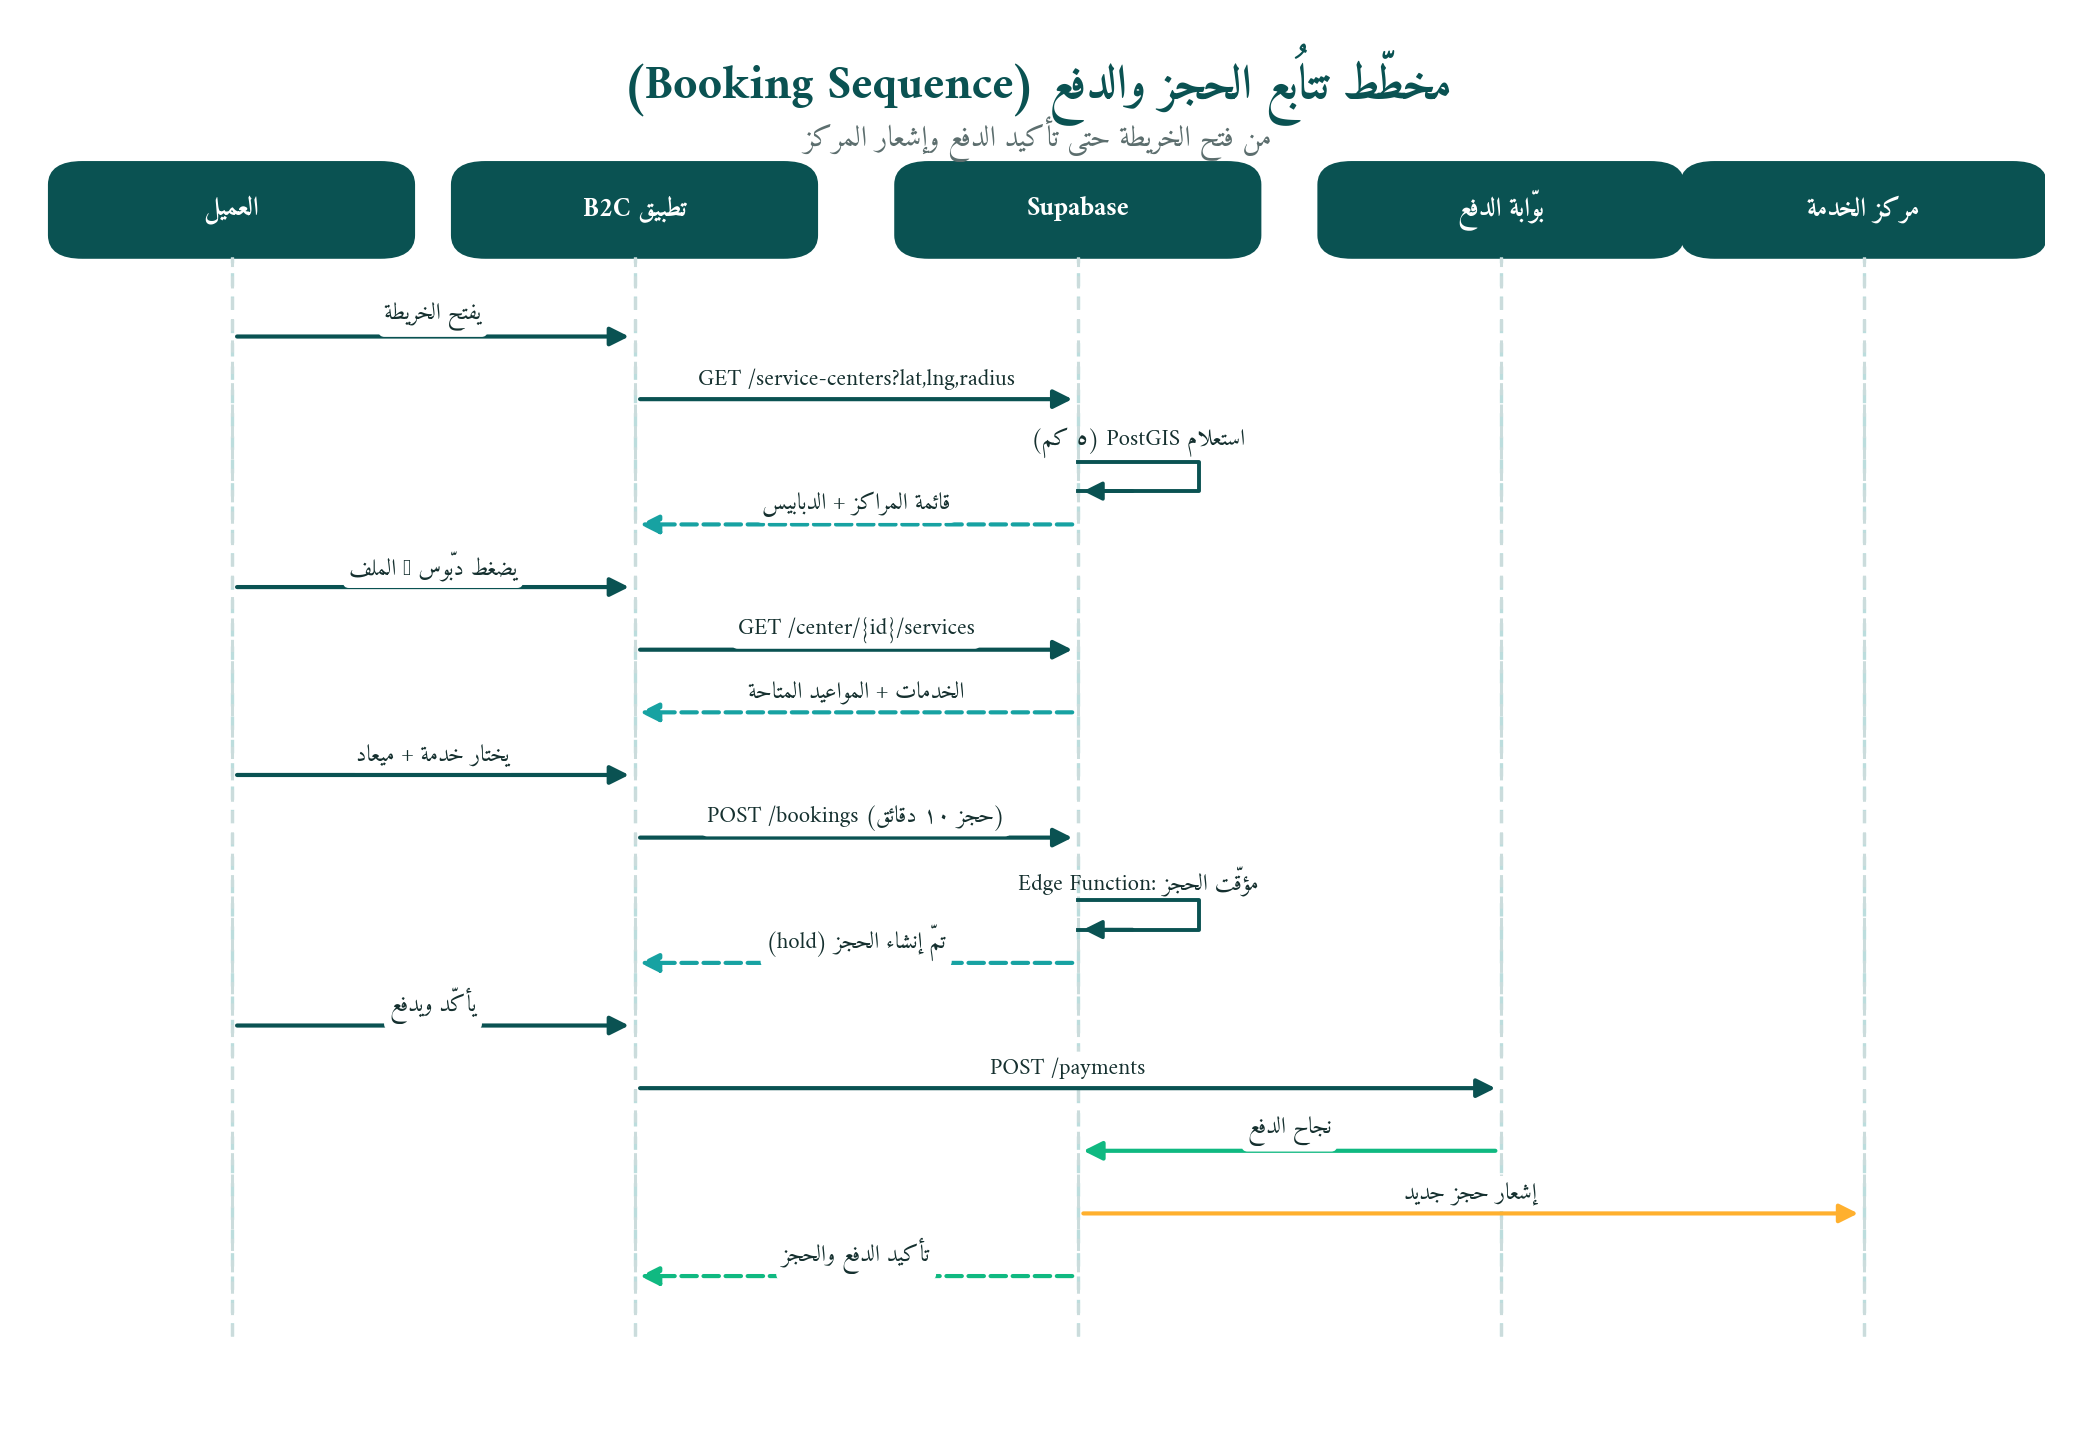 مخطّط تتاُبع الحجز والدفع (Booking Sequence)
من فتح الخريطة حتى تأكيد الدفع وإشعار المركز
العميل
تطبيق B2C
Supabase
بوّابة الدفع
مركز الخدمة
يفتح الخريطة
GET /service-centers?lat,lng,radius
استعلام PostGIS (٥ كم)
قائمة المراكز + الدبابيس
يضغط دبّوس ▯ الملف
GET /center/{id}/services
الخدمات + المواعيد المتاحة
يختار خدمة + ميعاد
POST /bookings (حجز ١٠ دقائق)
Edge Function: مؤقّت الحجز
تمّ إنشاء الحجز (hold)
يأكّد ويدفع
POST /payments
نجاح الدفع
إشعار حجز جديد
تأكيد الدفع والحجز